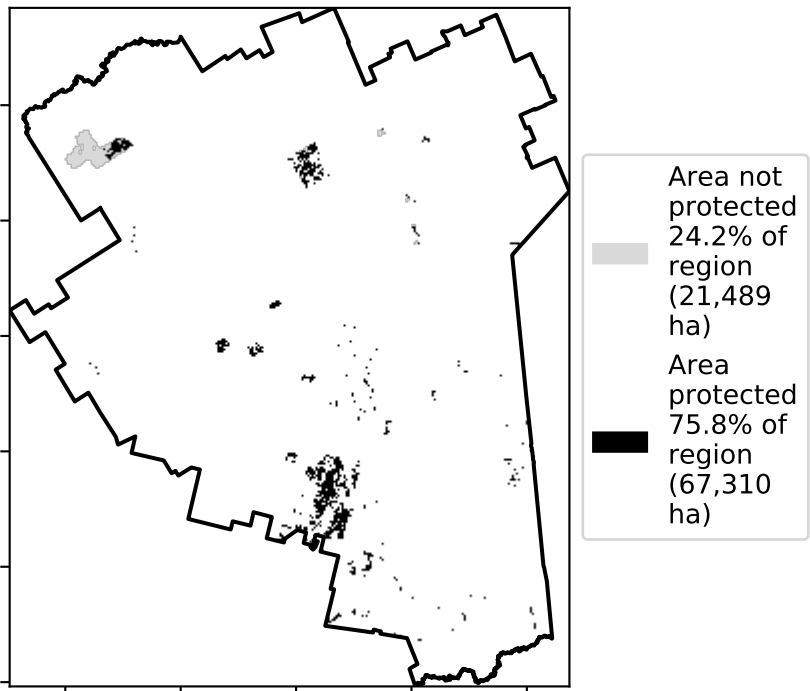 Area not
protected
24.2% of
region
(21,489
ha)
Area
protected
75.8% of
region
(67,310
ha)